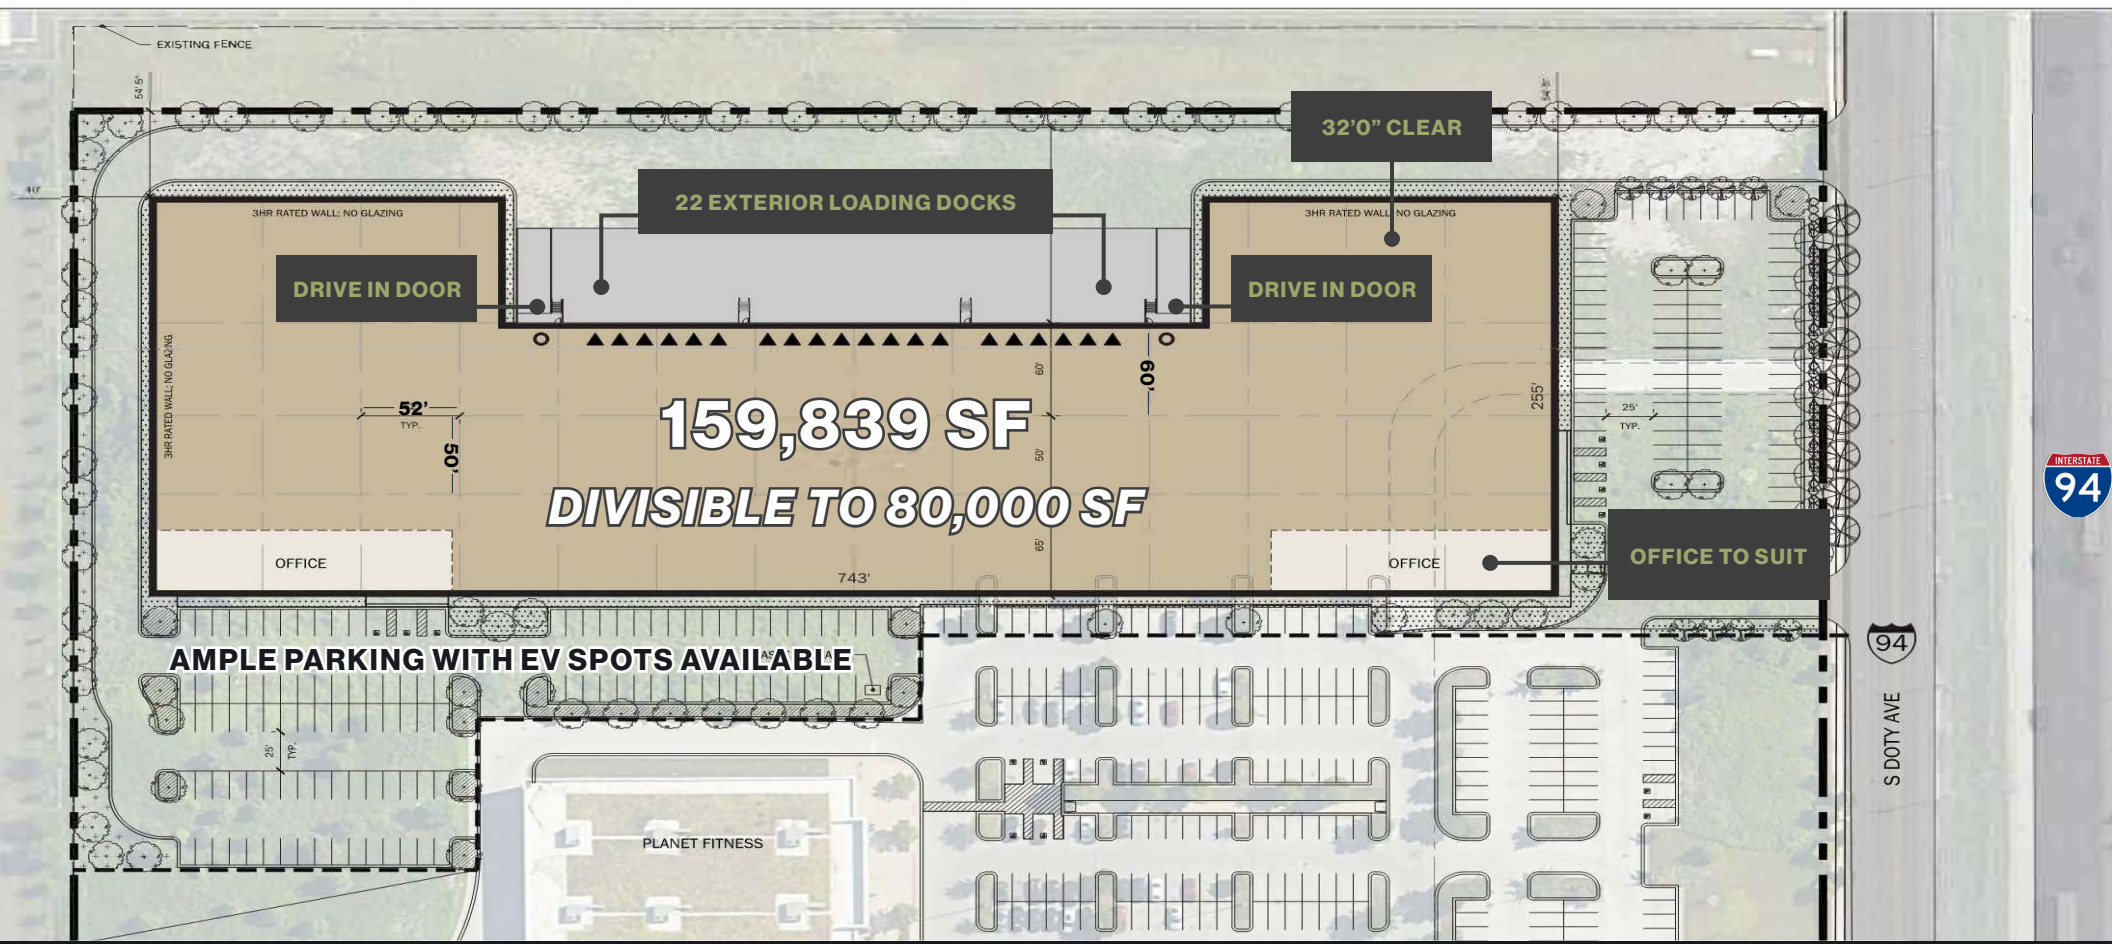 EXISTING FENCE
54'5"
32'0" CLEAR
40'
22 EXTERIOR LOADING DOCKS
3HR RATED WALL; NO GLAZING
3HR RATED WALL; NO GLAZING
DRIVE IN DOOR
DRIVE IN DOOR
3HR RATED WALL; NO GLAZING
60'
60'
255'
52'
TYP.
159,839 SF
25'
TYP.
50'
50'
INTERSTATE
94
DIVISIBLE TO 80,000 SF
65'
OFFICE
743'
OFFICE
OFFICE TO SUIT
AMPLE PARKING WITH EV SPOTS AVAILABLE
94
25'
TYP.
S DOTY AVE
PLANET FITNESS